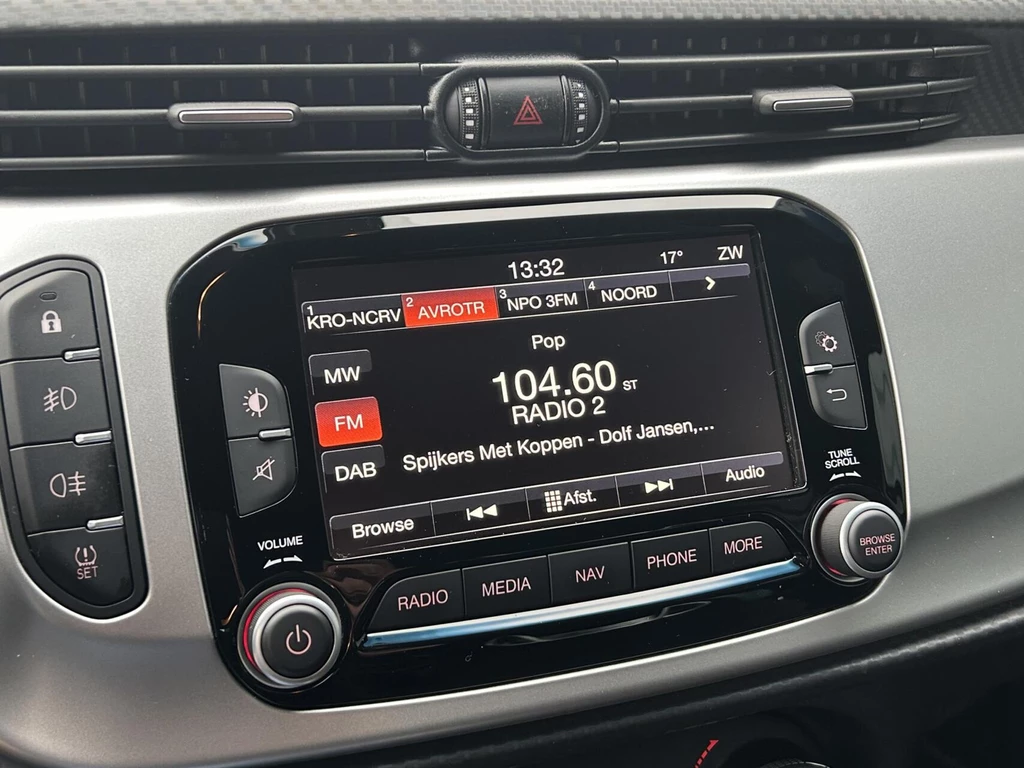 13:32 17° ZW
1 KRO-NCRV 2 AVROTR 3 NPO 3FM 4 NOORD
Pop
MW
104.60 ST
FM
RADIO 2
DAB
Spijkers Met Koppen - Dolf Jansen,...
Browse Afst. Audio
SET
VOLUME
TUNE
SCROLL
BROWSE
ENTER
RADIO MEDIA NAV PHONE MORE